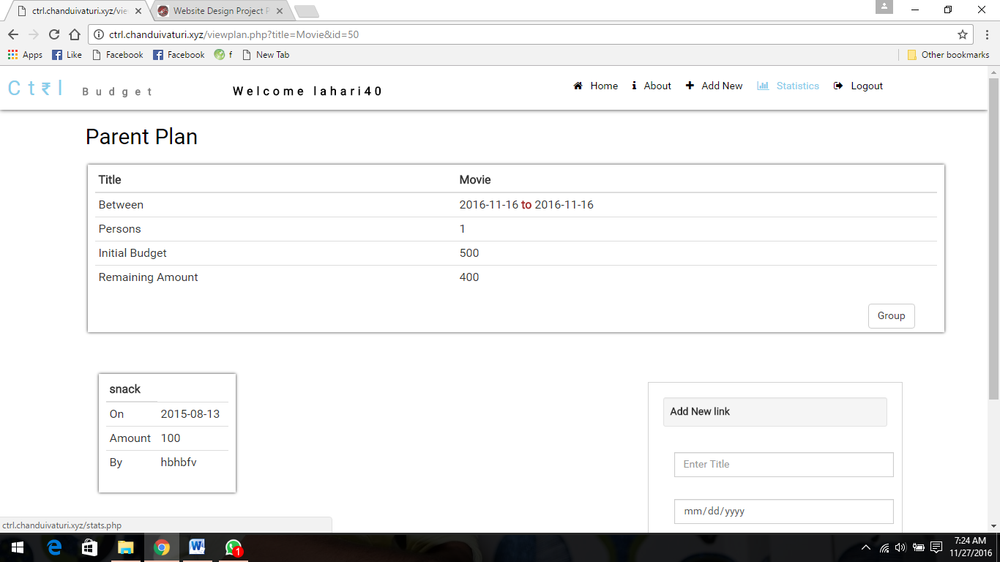 ctrl.chanduivaturi.xyz/vie
Website Design Project P
ctrl.chanduivaturi.xyz/viewplan.php?title=Movie&id=50
Apps Like Facebook Facebook f New Tab Other bookmarks
Ct₹l Budget Welcome lahari40 Home About Add New Statistics Logout
Parent Plan
Title Movie
Between 2016-11-16 to 2016-11-16
Persons 1
Initial Budget 500
Remaining Amount 400
Group
snack
On 2015-08-13
Amount 100
By hbhbfv
Add New link
Enter Title
mm/dd/yyyy
ctrl.chanduivaturi.xyz/stats.php
1
7:24 AM
11/27/2016